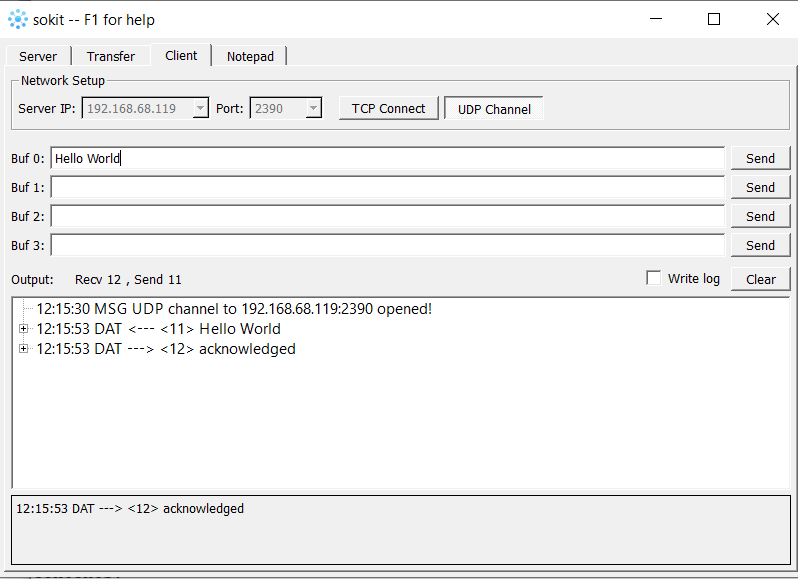 sokit -- F1 for help
Server Transfer Client Notepad
Network Setup
Server IP: 192.168.68.119 Port: 2390 TCP Connect UDP Channel
Buf 0: Hello World Send
Buf 1: Send
Buf 2: Send
Buf 3: Send
Output: Recv 12 , Send 11 Write log Clear
12:15:30 MSG UDP channel to 192.168.68.119:2390 opened!
12:15:53 DAT <--- <11> Hello World
12:15:53 DAT ---> <12> acknowledged
12:15:53 DAT ---> <12> acknowledged